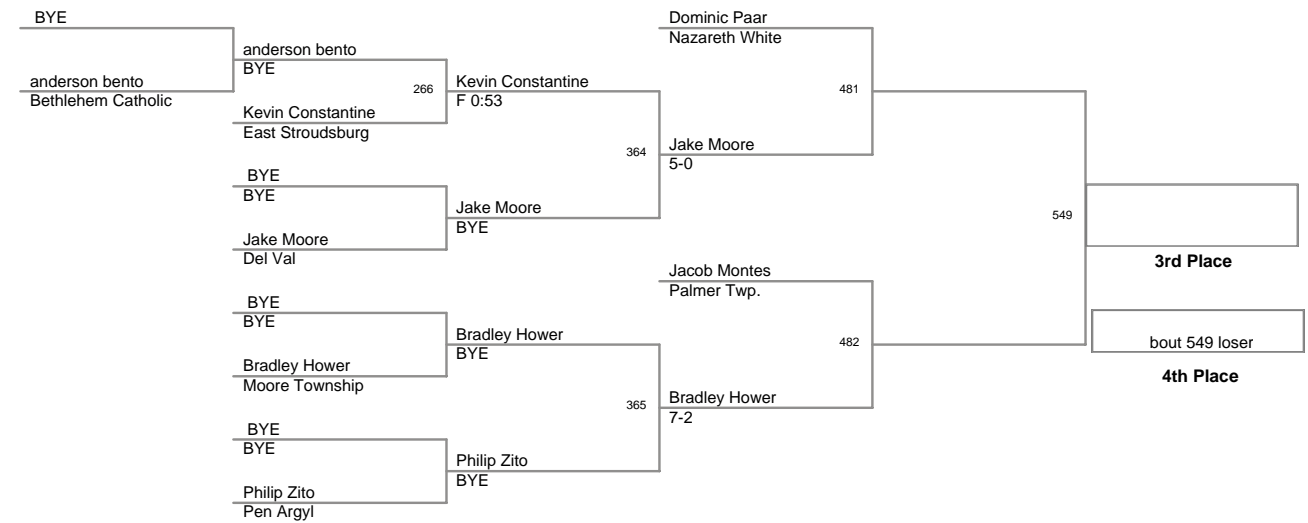 BYE
anderson bento
Bethlehem Catholic
anderson bento
BYE
266
Kevin Constantine
East Stroudsburg
BYE
BYE
Jake Moore
Del Val
BYE
BYE
Bradley Hower
Moore Township
BYE
BYE
Philip Zito
Pen Argyl
Kevin Constantine
F 0:53
364
Jake Moore
BYE
Bradley Hower
BYE
365
Philip Zito
BYE
Dominic Paar
Nazareth White
481
Jake Moore
5-0
Jacob Montes
Palmer Twp.
482
Bradley Hower
7-2
549
3rd Place
bout 549 loser
4th Place